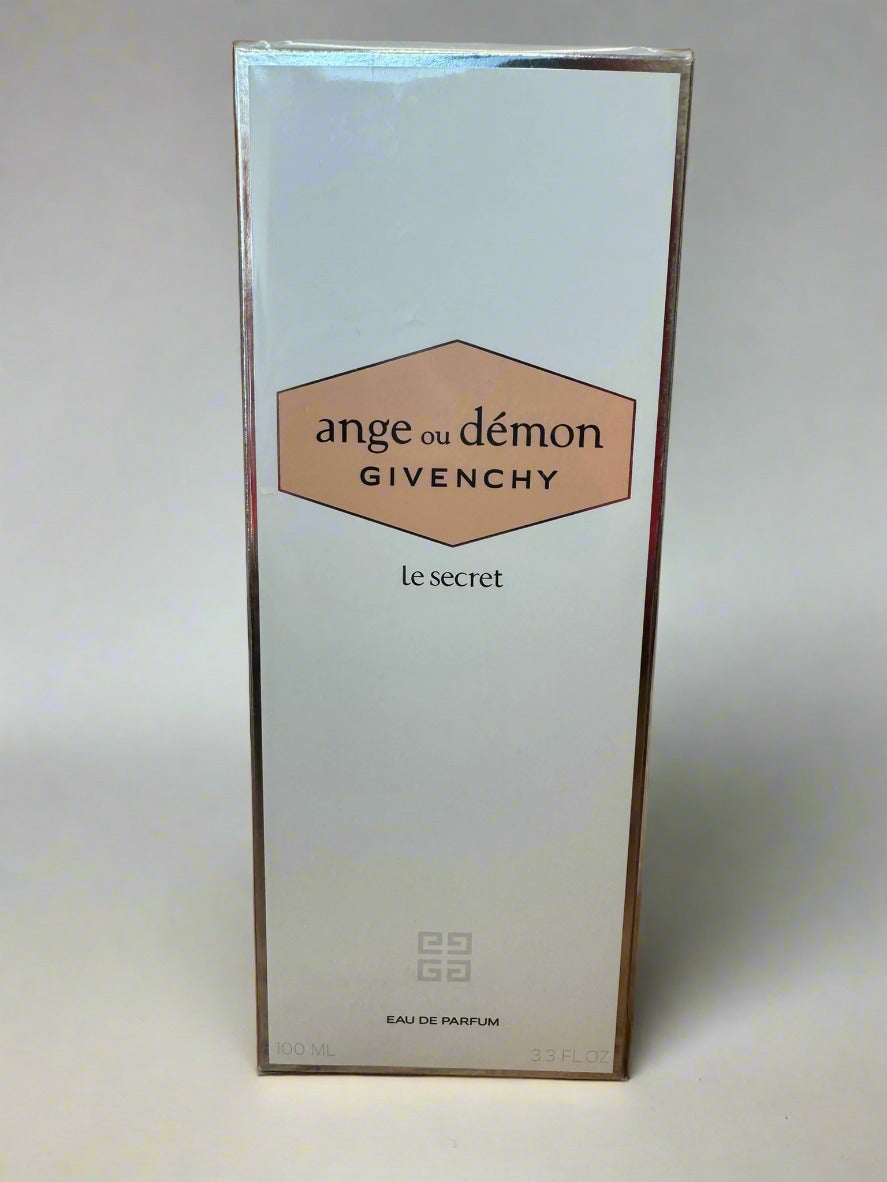 ange ou démon
GIVENCHY
le secret
EAU DE PARFUM
100 ML
3.3 FL.OZ